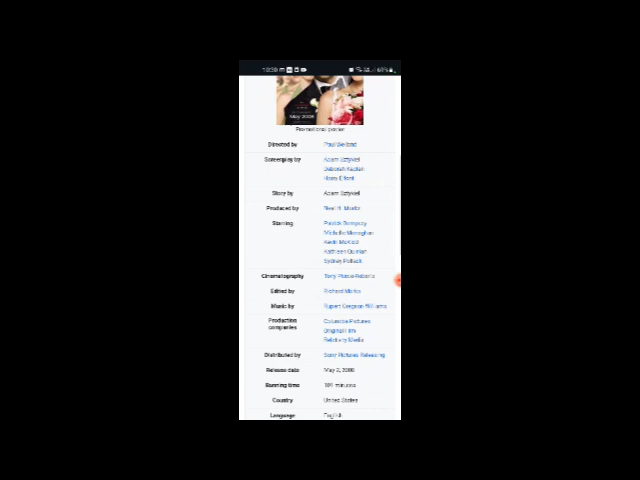 May 2008
Promotional poster
Directed by Paul Weiland
Screenplay by Adam Sztykiel
Deborah Kaplan
Harry Elfont
Story by Adam Sztykiel
Produced by Neal H. Moritz
Starring Patrick Dempsey
Michelle Monaghan
Kevin McKidd
Kathleen Quinlan
Sydney Pollack
Cinematography Tony Pierce-Roberts
Edited by Richard Marks
Music by Rupert Gregson-Williams
Production companies Columbia Pictures
Original Film
Relativity Media
Distributed by Sony Pictures Releasing
Release date May 2, 2008
Running time 101 minutes
Country United States
Language English